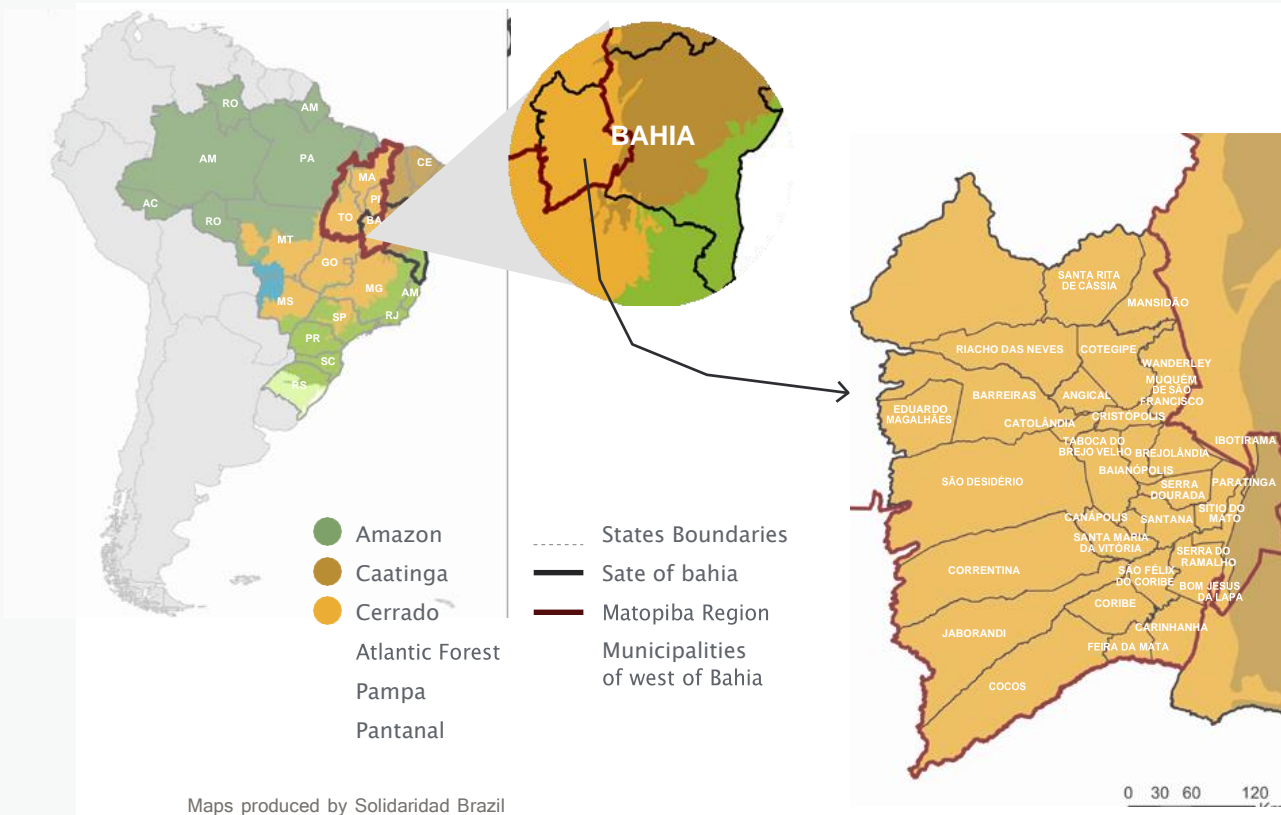 RO
AM
AM
PA
CE
MA
PI
AC
TO
BA
RO
MT
GO
MG
AM
MS
SP
RJ
PR
SC
RS
BAHIA
SANTA RITA
DE CÁSSIA
MANSIDÃO
RIACHO DAS NEVES
COTEGIPE
WANDERLEY
MUQUÉM
DE SÃO
FRANCISCO
BARREIRAS
ANGICAL
EDUARDO
MAGALHÃES
CATOLÂNDIA
CRISTÓPOLIS
TABOCA DO
BREJO VELHO
BREJOLÂNDIA
IBOTIRAMA
BAIANÓPOLIS
SÃO DESIDÉRIO
SERRA
DOURADA
PARATINGA
CANÁPOLIS
SANTANA
SÍTIO DO
MATO
SANTA MARIA
DA VITÓRIA
SERRA DO
RAMALHO
CORRENTINA
SÃO FÉLIX
DO CORIBE
BOM JESUS
DA LAPA
CORIBE
JABORANDI
CARINHANHA
FEIRA DA MATA
COCOS
0 30 60 120
Amazon
Caatinga
Cerrado
Atlantic Forest
Pampa
Pantanal
States Boundaries
Sate of bahia
Matopiba Region
Municipalities
of west of Bahia
Maps produced by Solidaridad Brazil